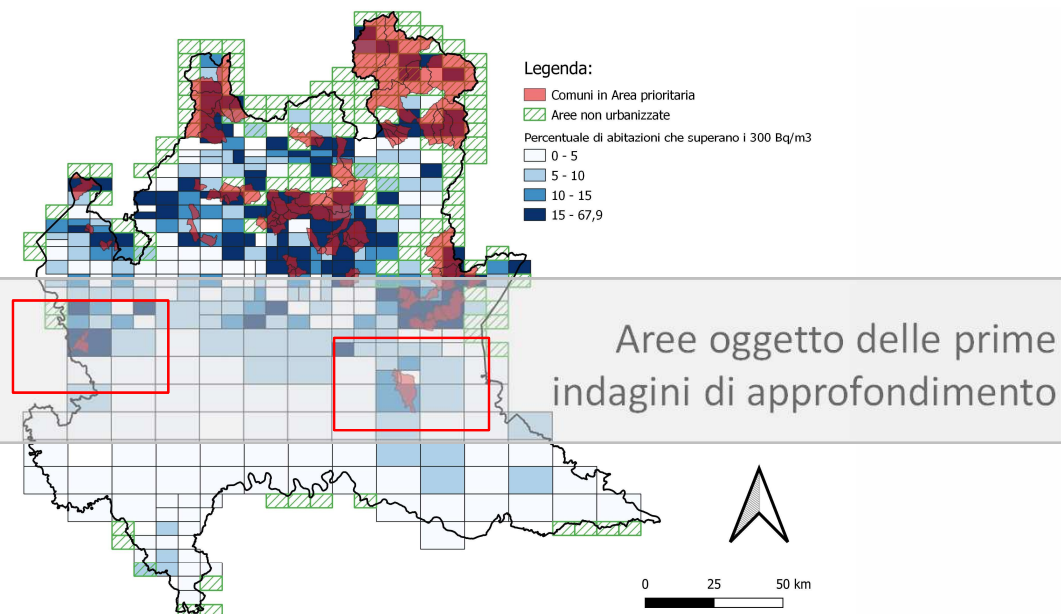 Legenda:
Comuni in Area prioritaria
Aree non urbanizzate
Percentuale di abitazioni che superano i 300 Bq/m3
0 - 5
5 - 10
10 - 15
15 - 67,9
Aree oggetto delle prime
indagini di approfondimento
0 25 50 km